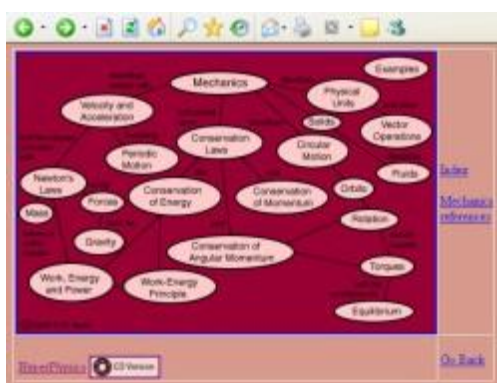 Mechanics
Examples
Physical
Units
Velocity and
Acceleration
Solids
Vector
Operations
Conservation
Laws
Circular
Motion
Periodic
Motion
Fluids
Index
Newton's
Laws
Conservation
of Energy
Conservation
of Momentum
Orbits
Mechanics
references
Mass
Forces
Rotation
Gravity
Conservation of
Angular Momentum
Torques
Work, Energy
and Power
Work-Energy
Principle
Equilibrium
HyperPhysics
CD Version
Go Back